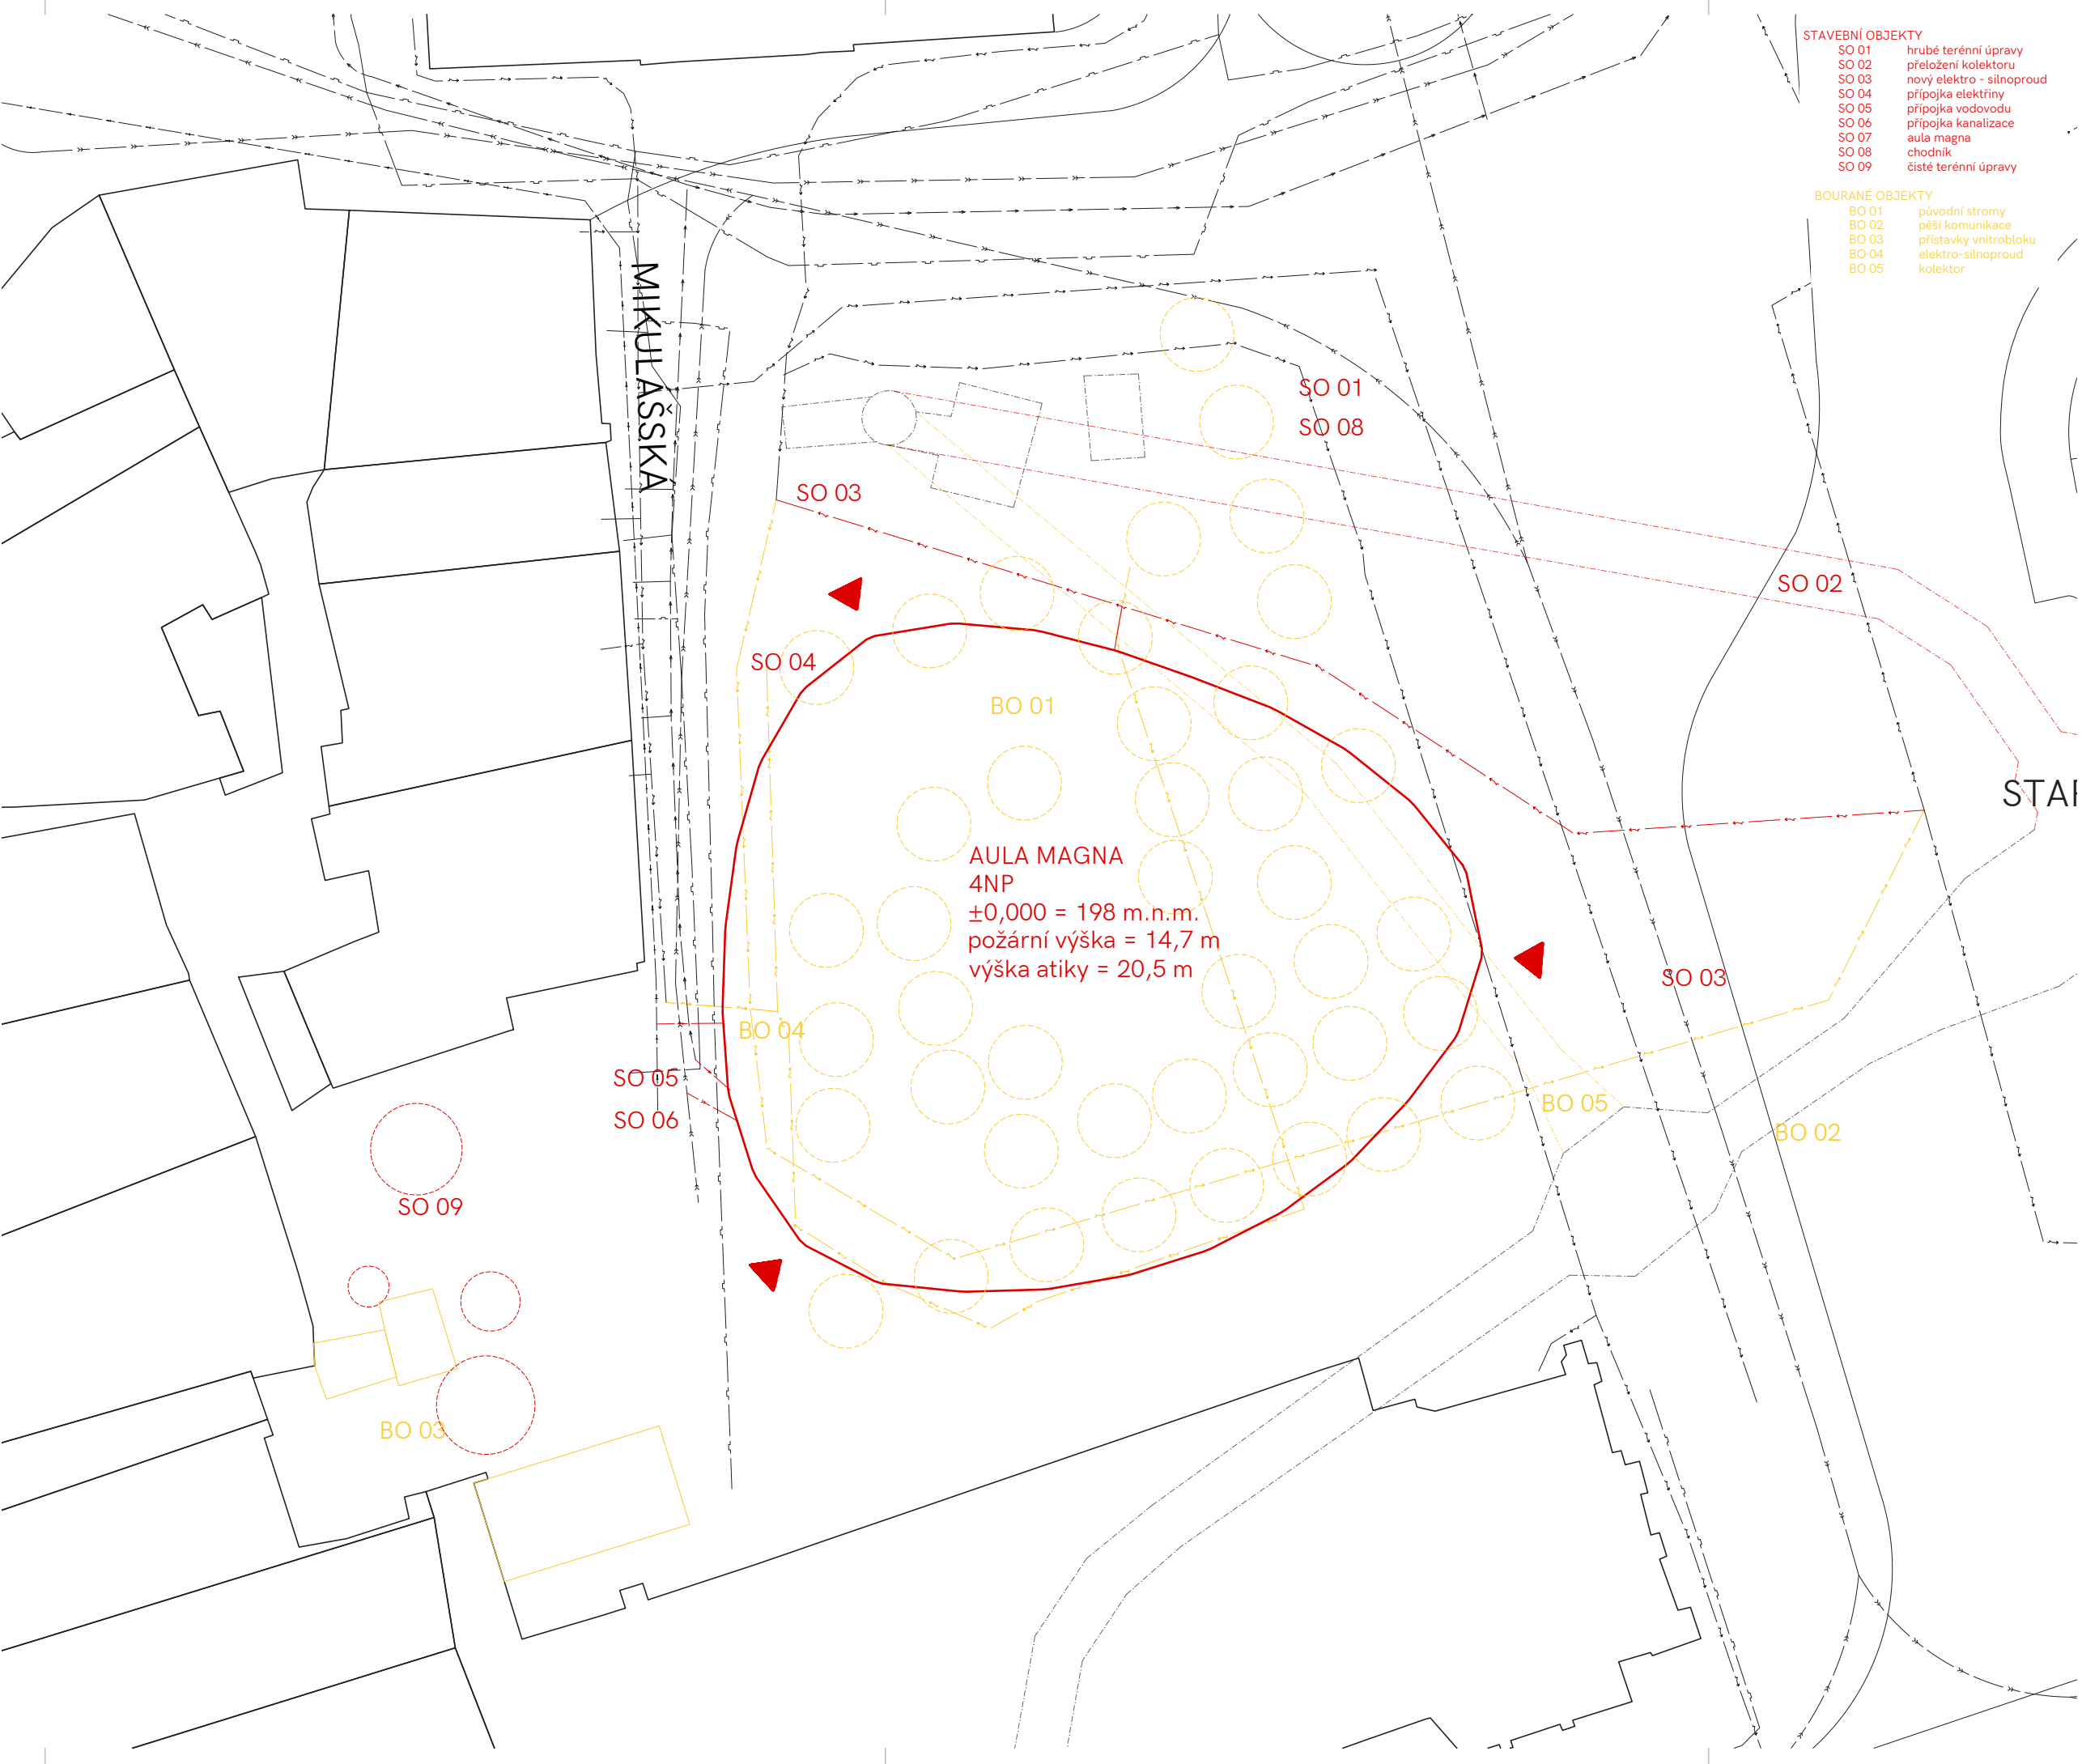 STAVEBNÍ OBJEKTY
SO 01 hrubé terénní úpravy
SO 02 přeložení kolektoru
SO 03 nový elektro - silnoproud
SO 04 přípojka elektřiny
SO 05 přípojka vodovodu
SO 06 přípojka kanalizace
SO 07 aula magna
SO 08 chodník
SO 09 čisté terénní úpravy
BOURANÉ OBJEKTY
BO 01 původní stromy
BO 02 pěší komunikace
BO 03 přístavky vnitrobloku
BO 04 elektro-silnoproud
BO 05 kolektor
MIKULÁŠSKÁ
SO 01
SO 08
SO 03
SO 02
SO 04
BO 01
STAR
AULA MAGNA
4NP
±0,000 = 198 m.n.m.
požární výška = 14,7 m
výška atiky = 20,5 m
SO 03
BO 04
SO 05
SO 06
BO 05
BO 02
SO 09
BO 03